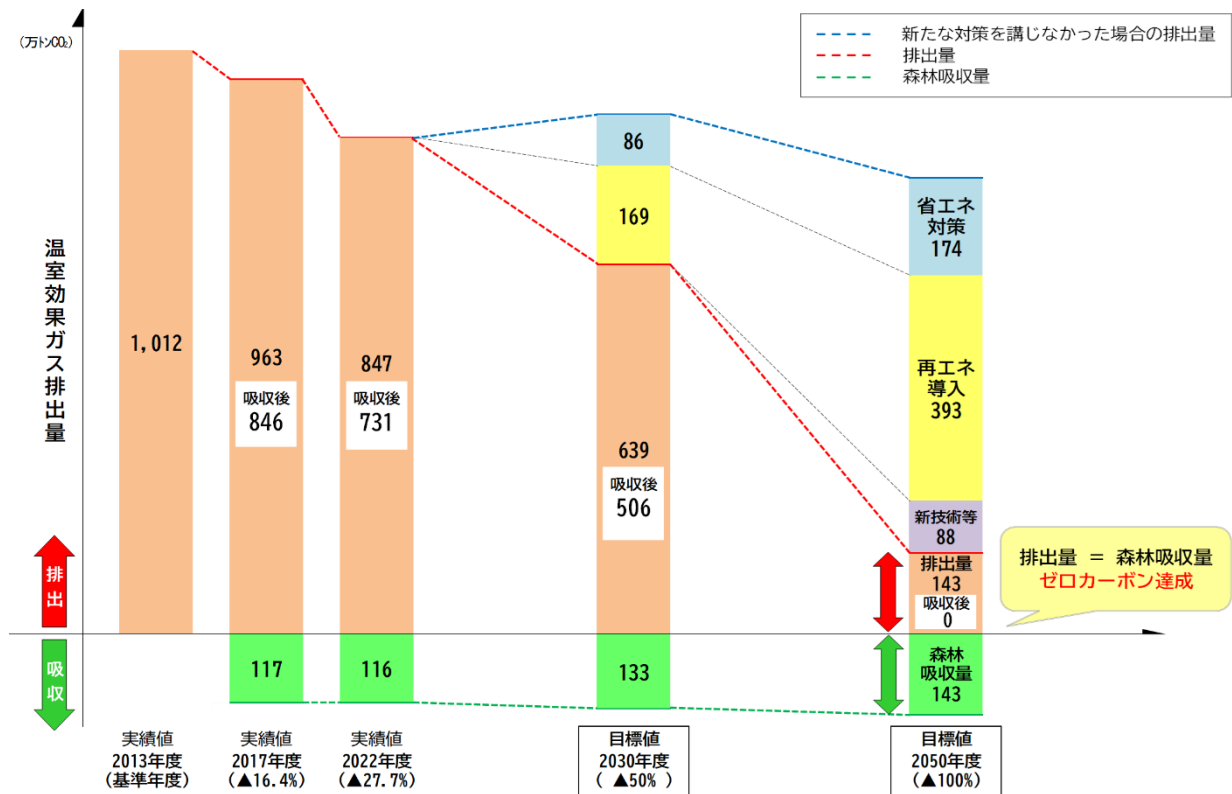 (万トンCO₂)
新たな対策を講じなかった場合の排出量
排出量
森林吸収量
温室効果ガス排出量
排出
吸収
1,012
963
吸収後
846
847
吸収後
731
86
169
639
吸収後
506
省エネ
対策
174
再エネ
導入
393
新技術等
88
排出量
143
吸収後
0
排出量 = 森林吸収量
ゼロカーボン達成
117
116
133
森林
吸収量
143
実績値
2013年度
(基準年度)
実績値
2017年度
(▲16.4%)
実績値
2022年度
(▲27.7%)
目標値
2030年度
( ▲50%)
目標値
2050年度
(▲100%)